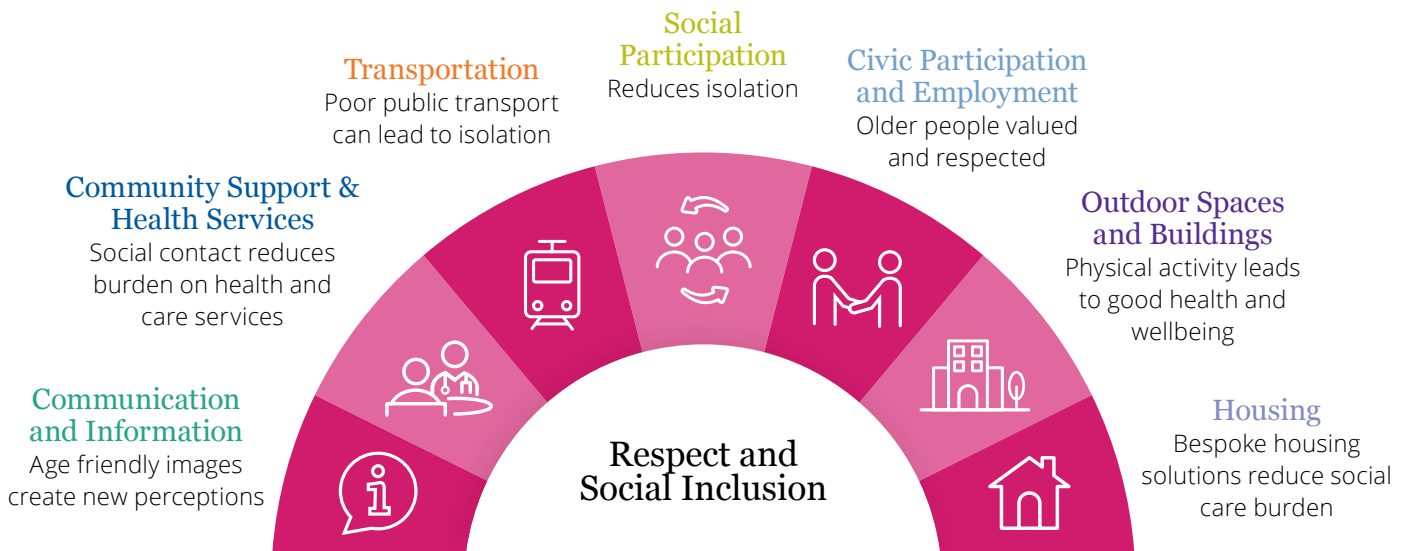 Communication
and Information
Age friendly images
create new perceptions
Community Support &
Health Services
Social contact reduces
burden on health and
care services
Transportation
Poor public transport
can lead to isolation
Social
Participation
Reduces isolation
Civic Participation
and Employment
Older people valued
and respected
Outdoor Spaces
and Buildings
Physical activity leads
to good health and
wellbeing
Housing
Bespoke housing
solutions reduce social
care burden
Respect and
Social Inclusion